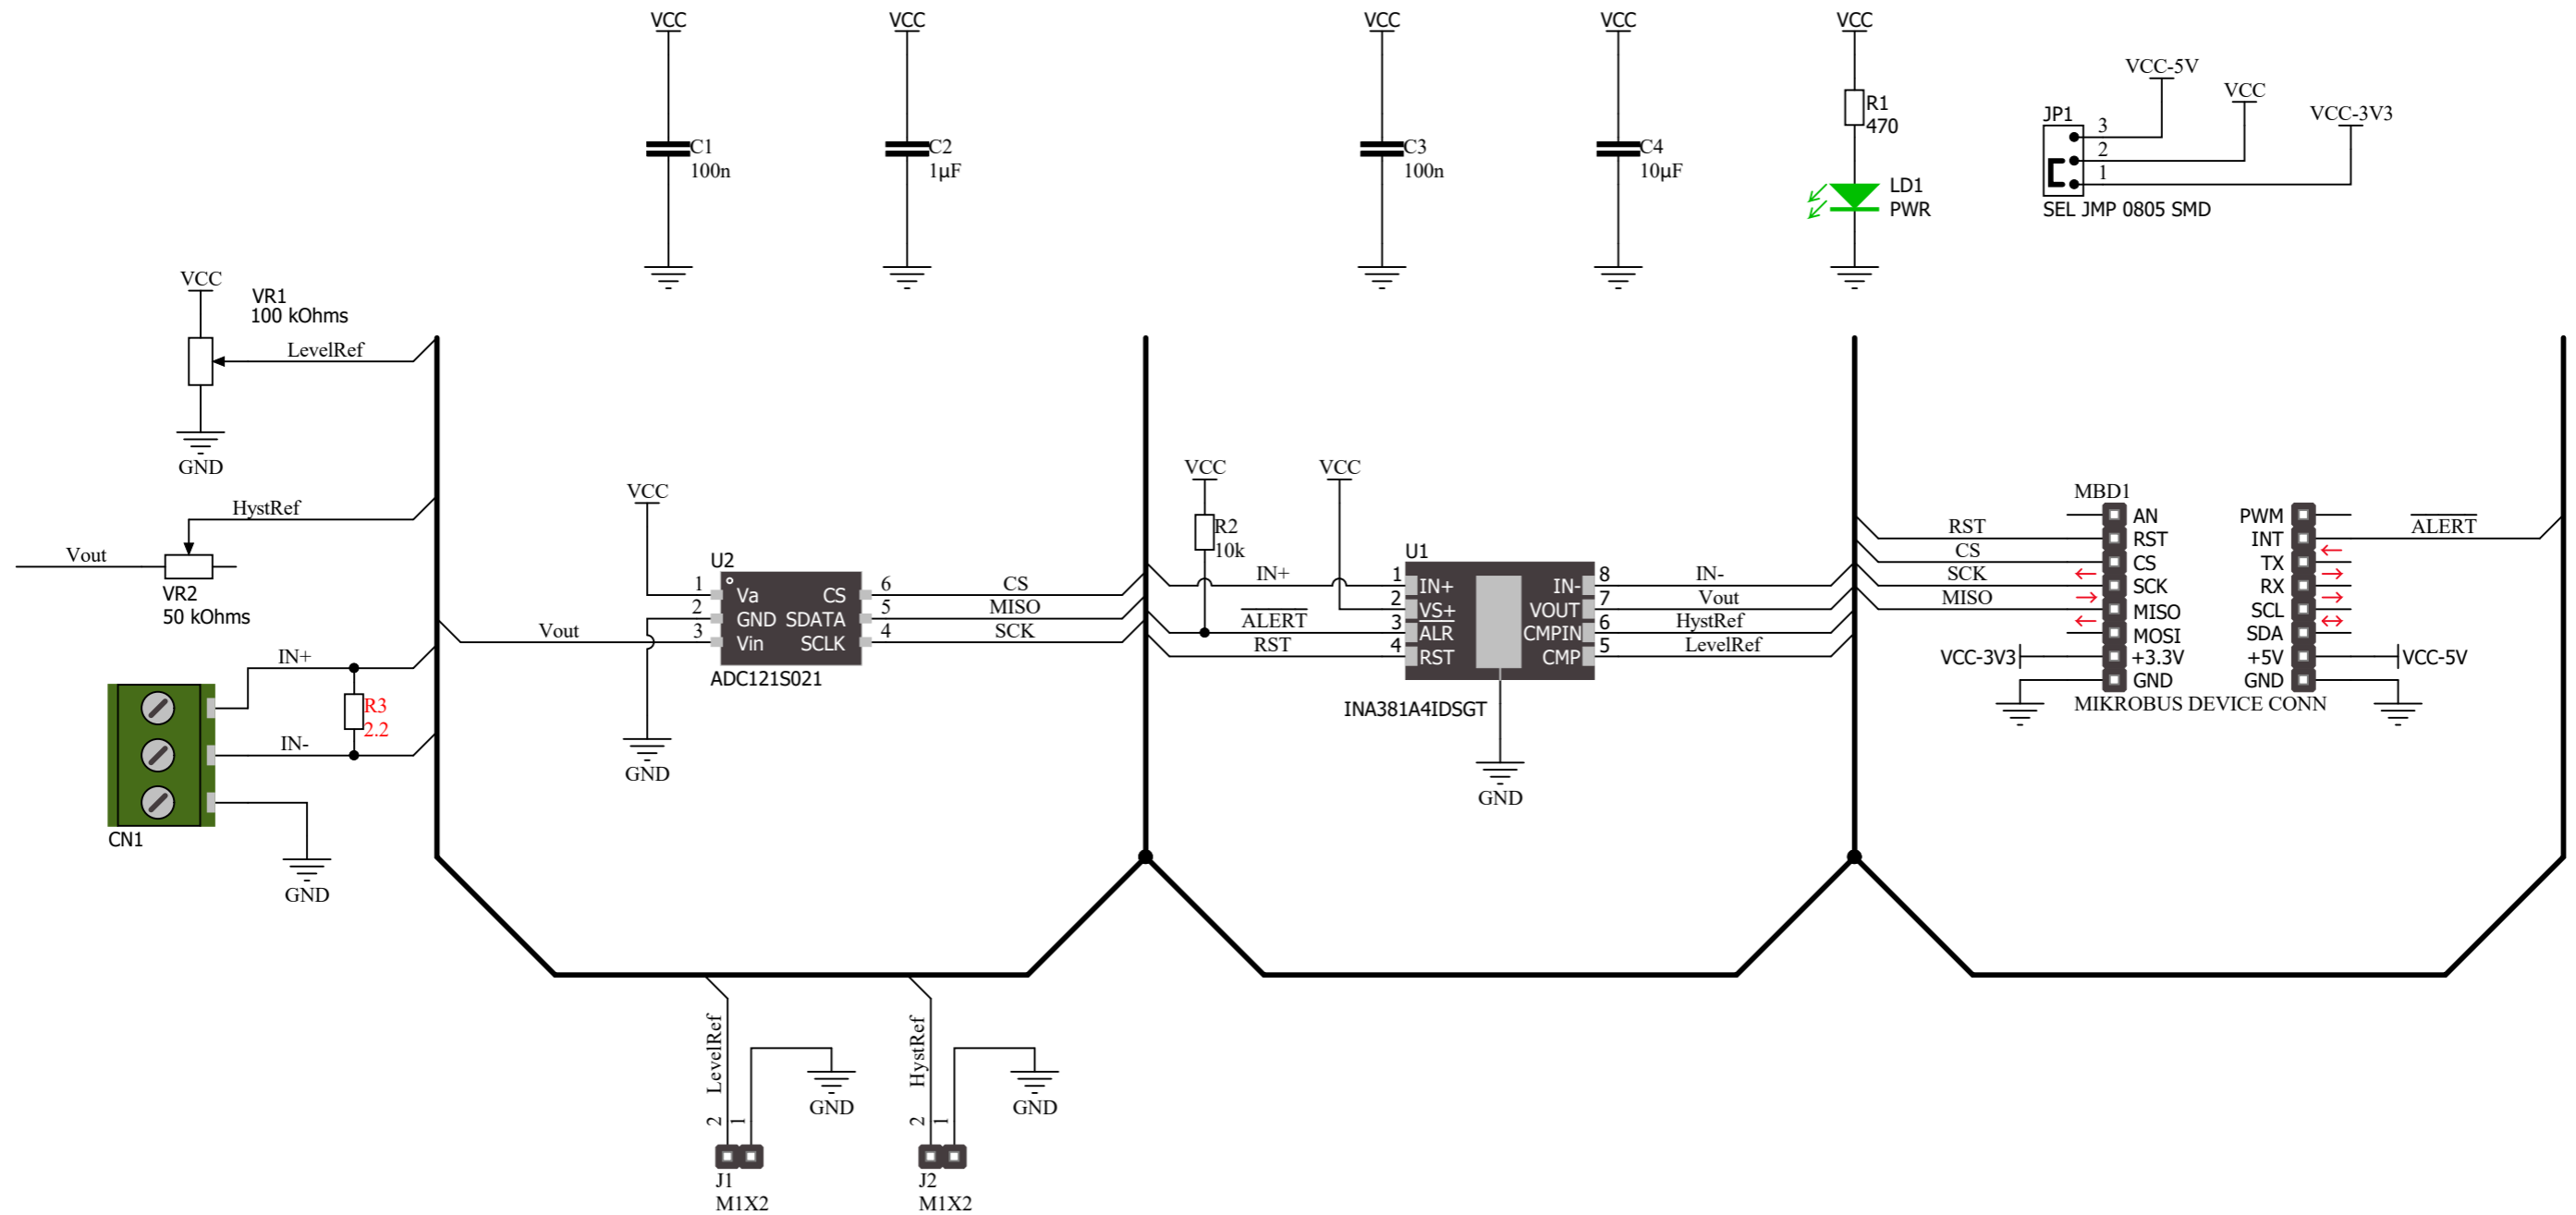 VCC
VCC
VCC
VCC
VCC
C1
100n
C2
1µF
C3
100n
C4
10µF
R1
470
LD1
PWR
VCC-5V
VCC
VCC-3V3
JP1
3
2
1
SEL JMP 0805 SMD
VCC
VR1
100 kOhms
LevelRef
GND
HystRef
Vout
VR2
50 kOhms
IN+
R3
2.2
IN-
CN1
GND
VCC
U2
1
2
3
Va
GND
Vin
CS
SDATA
SCLK
6
5
4
CS
MISO
SCK
Vout
ADC121S021
GND
VCC
VCC
R2
10k
U1
IN+
ALERT
RST
1
2
3
4
IN+
VS+
ALR
RST
IN-
VOUT
CMPIN
CMP
8
7
6
5
IN-
Vout
HystRef
LevelRef
INA381A4IDSGT
GND
MBD1
RST
CS
SCK
MISO
VCC-3V3
AN
RST
CS
SCK
MISO
MOSI
+3.3V
GND
PWM
INT
TX
RX
SCL
SDA
+5V
GND
ALERT
VCC-5V
MIKROBUS DEVICE CONN
LevelRef
2
1
GND
J1
M1X2
HystRef
2
1
GND
J2
M1X2